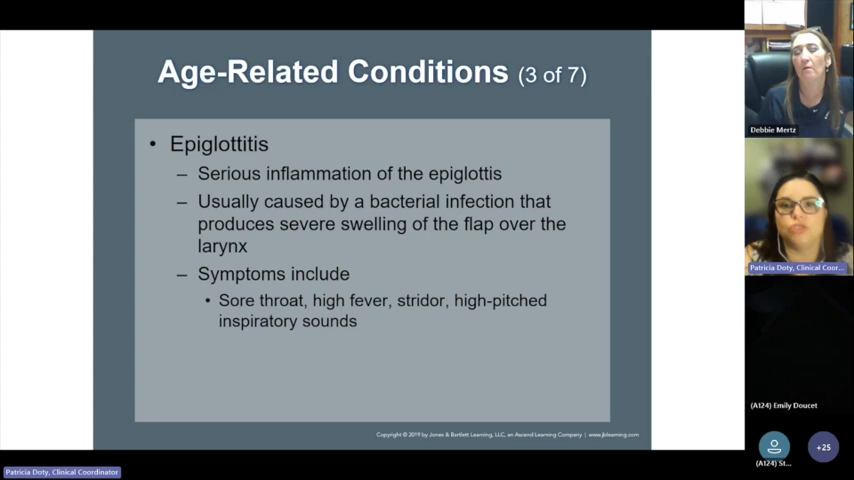 Age-Related Conditions (3 of 7)
• Epiglottitis
– Serious inflammation of the epiglottis
– Usually caused by a bacterial infection that
produces severe swelling of the flap over the
larynx
– Symptoms include
• Sore throat, high fever, stridor, high-pitched
inspiratory sounds
Copyright © 2019 by Jones & Bartlett Learning, LLC, an Ascend Learning Company | www.jblearning.com
Patricia Doty, Clinical Coordinator
Debbie Mertz
Patricia Doty, Clinical Coor...
(A124) Emily Doucet
(A124) St...
+25